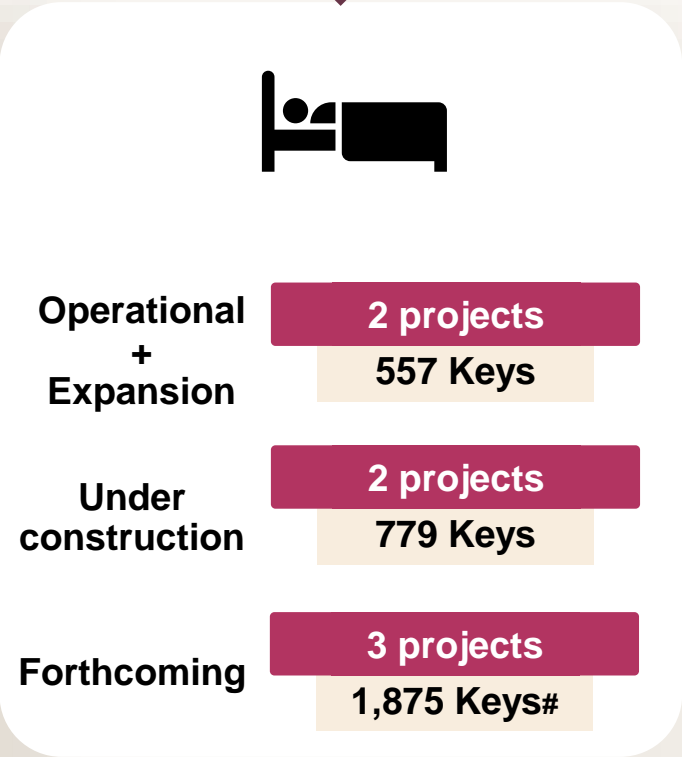 Operational
+
Expansion
2 projects
557 Keys
Under
construction
2 projects
779 Keys
Forthcoming
3 projects
1,875 Keys#